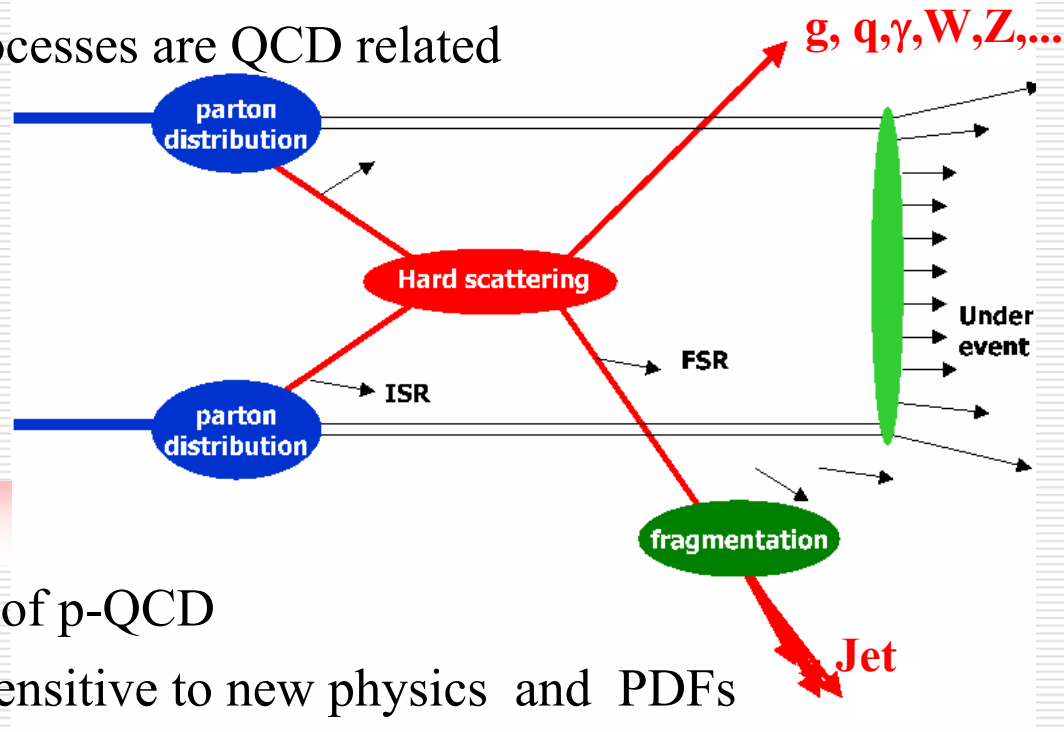 ocesses are QCD related
g, q,γ,W,Z,....
parton
distribution
Hard scattering
Under
event
FSR
ISR
parton
distribution
fragmentation
of p-QCD
Jet
ensitive to new physics and PDFs